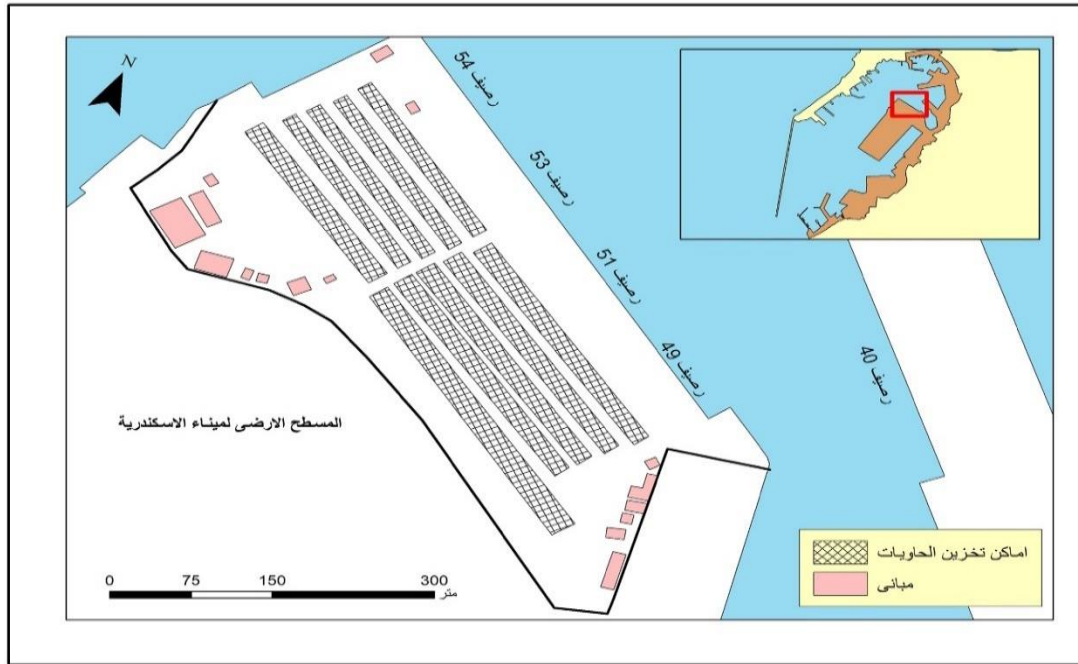 N
رصيف 54
رصيف 53
رصيف 51
رصيف 49
رصيف 40
المسطح الارضى لميناء الاسكندرية
0 75 150 300
متر
اماكن تخزين الحاويات
مبانى